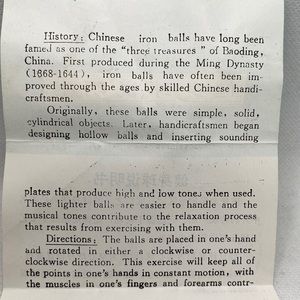 History: Chinese iron balls have long been
famed as one of the "three treasures " of Baoding,
China. First produced during the Ming Dynasty
(1668-1644), iron balls have often been im-
proved through the ages by skilled Chinese handi-
craftsmen.
Originally, these balls were simple, solid,
cylindrical objects. Later, handicraftsmen began
designing hollow balls and inserting sounding
plates that produce high and low tones when used.
These lighter balls are easier to handle and the
musical tones contribute to the relaxation process
that results from exercising with them.
Directions: The balls are placed in one's hand
and rotated in either a clockwise or counter-
clockwise direction. This exercise will keep all of
the points in one's hands in constant motion, with
the muscles in one's fingers and forearms contr-